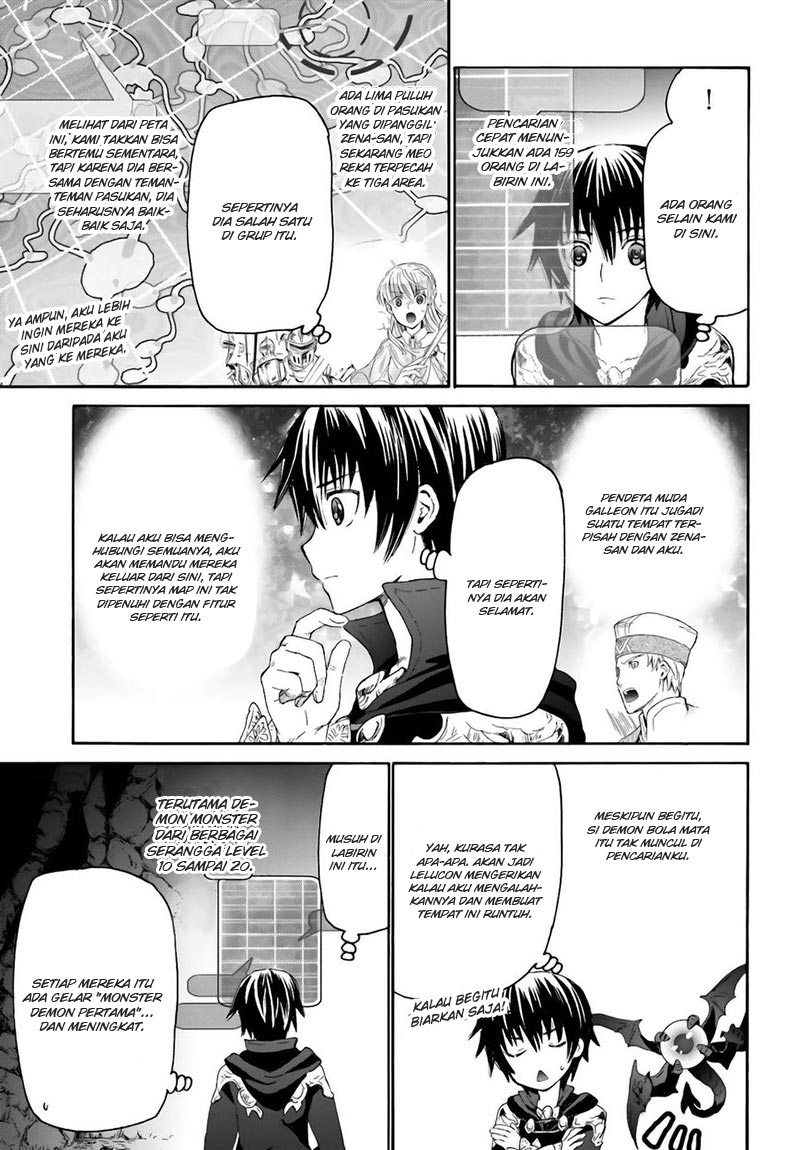 !
PENCARIAN
CEPAT MENUN-
JUKKAN ADA 159
ORANG DI LA-
BIRIN INI.
ADA ORANG
SELAIN KAMI
DI SINI.
ADA LIMA PULUH
ORANG DI PASUKAN
YANG DIPANGGIL
ZENA-SAN, TAPI
SEKARANG MEO
REKA TERPECAH
KE TIGA AREA.
SEPERTINYA
DIA SALAH SATU
DI GRUP ITU.
MELIHAT DARI PETA
INI, KAMI TAKKAN BISA
BERTEMU SEMENTARA,
TAPI KARENA DIA BER-
SAMA DENGAN TEMAN-
TEMAN PASUKAN, DIA
SEHARUSNYA BAIK-
BAIK SAJA.
YA AMPUN, AKU LEBIH
INGIN MEREKA KE
SINI DARIPADA AKU
YANG KE MEREKA.
PENDETA MUDA
GALLEON ITU JUGADI
SUATU TEMPAT TER-
PISAH DENGAN ZENA-
SAN DAN AKU.
TAPI SEPERTI-
NYA DIA AKAN
SELAMAT.
KALAU AKU BISA MENG-
HUBUNGI SEMUANYA, AKU
AKAN MEMANDU MEREKA
KELUAR DARI SINI, TAPI
SEPERTINYA MAP INI TAK
DIPENUHI DENGAN FITUR
SEPERTI ITU.
MESKIPUN BEGITU,
SI DEMON BOLA MATA
ITU TAK MUNCUL DI
PENCARIANKU.
YAH, KURASA TAK
APA-APA. AKAN JADI
LELUCON MENGERIKAN
KALAU AKU MENGALAH-
KANNYA DAN MEMBUAT
TEMPAT INI RUNTUH.
KALAU BEGITU
BIARKAN SAJA!
MUSUH DI
LABIRIN
INI ITU...
TERUTAMA DE-
MON MONSTER
DARI BERBAGAI
SERANGGA LEVEL
10 SAMPAI 20.
SETIAP MEREKA ITU
ADA GELAR "MONSTER
DEMON PERTAMA"...
DAN MENINGKAT.